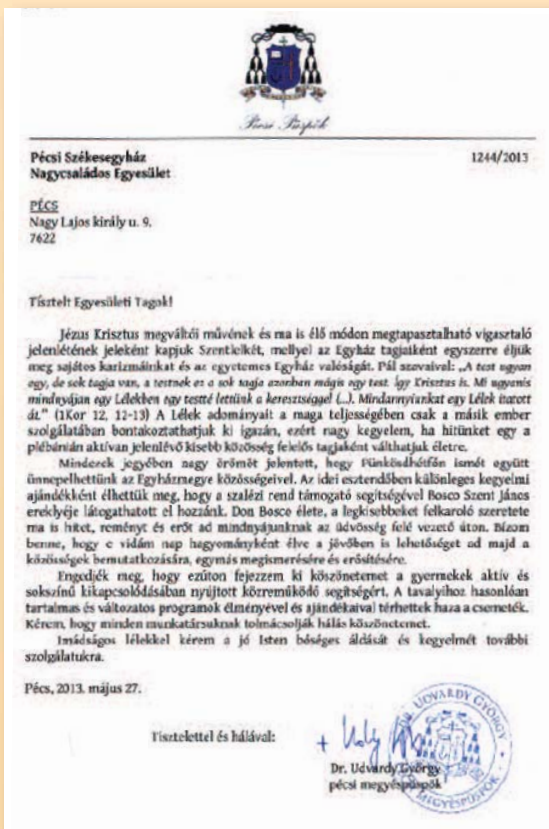 Pécsi Püspök
Pécsi Székesegyház
Nagycsaládos Egyesület
1244/2013
PÉCS
Nagy Lajos király u. 9.
7622
Tisztelt Egyesületi Tagok!
Jézus Krisztus megváltói művének és ma is élő módon megtapasztalható vigasztaló
jelenlétének jeleként kapjuk Szentlelkét, mellyel az Egyház tagjaiként egyszerre éljük
meg sajátos karizmáinkat és az egyetemes Egyház valóságát. Pál szavaival: „A test ugyan
egy, de sok tagja van, a testnek ez a sok tagja azonban mégis egy test. Így Krisztus is. Mi ugyanis
mindnyájan egy Lélekben egy testté lettünk a keresztséggel (...). Mindannyiunkat egy Lélek itatott
át.” (1Kor 12, 12-13) A Lélek adományait a maga teljességében csak a másik ember
szolgálatában bontakoztathatjuk ki igazán, ezért nagy kegyelem, ha hitünket egy a
plébánián aktívan jelenlévő kisebb közösség felelős tagjaként válthatjuk életre.
Mindezek jegyében nagy örömöt jelentett, hogy Pünkösdhétfőn ismét együtt
ünnepelhettünk az Egyházmegye közösségeivel. Az idei esztendőben különleges kegyelmi
ajándékként élhettük meg, hogy a szalézi rend támogató segítségével Bosco Szent János
ereklyéje látogathatott el hozzánk. Don Bosco élete, a legkisebbeket felkaroló szeretete
ma is hitet, reményt és erőt ad mindnyájunknak az üdvösség felé vezető úton. Bízom
benne, hogy e vidám nap hagyományként élve a jövőben is lehetőséget ad majd a
közösségek bemutatkozására, egymás megismerésére és erősítésére.
Engedjék meg, hogy ezúton fejezzem ki köszönetemet a gyermekek aktív és
sokszínű kikapcsolódásában nyújtott közreműködő segítségért. A tavalyihoz hasonlóan
tartalmas és változatos programok élményével és ajándékaival térhettek haza a csemeték.
Kérem, hogy minden munkatársuknak tolmácsolják hálás köszönetemet.
Imádságos lélekkel kérem a jó Isten bőséges áldását és kegyelmét további
szolgálatukra.
Pécs, 2013. május 27.
Tisztelettel és hálával:
Dr. Udvardy György
pécsi megyéspüspök
DR. UDVARDY GYÖRGY
MEGYÉSPÜSPÖK